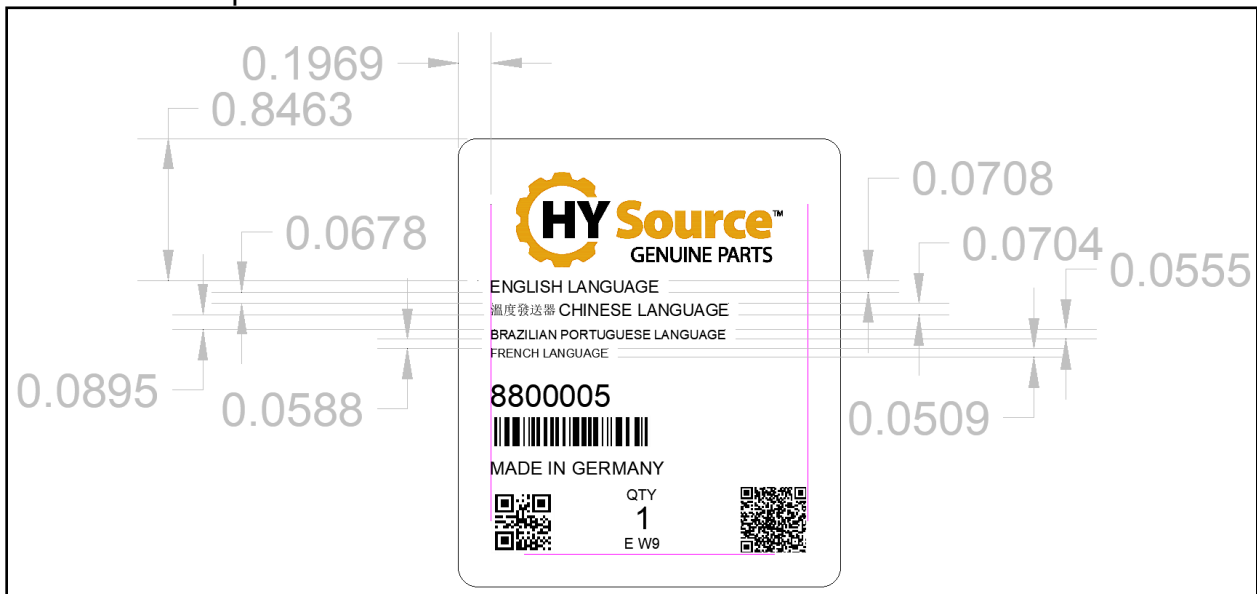 0.1969
0.8463
0.0708
HY Source™
0.0678
0.0704
GENUINE PARTS
0.0555
ENGLISH LANGUAGE
溫度發送器 CHINESE LANGUAGE
BRAZILIAN PORTUGUESE LANGUAGE
FRENCH LANGUAGE
0.0895
0.0588
8800005
0.0509
MADE IN GERMANY
QTY
1
E W9